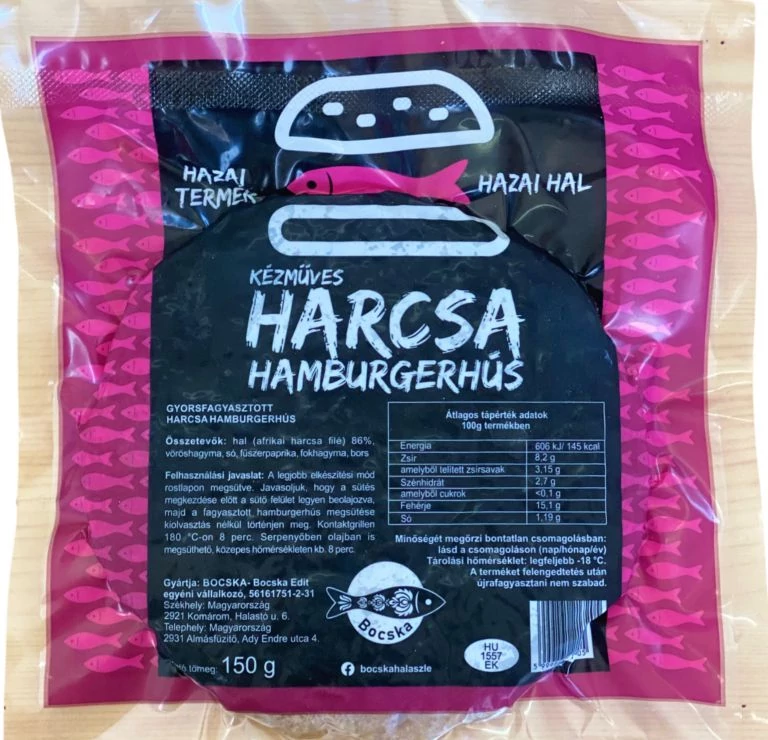 HAZAI
TERMÉK
HAZAI HAL
KÉZMŰVES
HARCSA
HAMBURGERHÚS
GYORSFAGYASZTOTT
HARCSAHAMBURGERHÚS
Összetevők: hal (afrikai harcsa filé) 86%,
vöröshagyma, só, fűszerpaprika, fokhagyma, bors
Felhasználási javaslat: A legjobb elkészítési mód
rostlapon megsütve. Javasoljuk, hogy a sütés
megkezdése előtt a sütő felület legyen beolajozva,
majd a fagyasztott hamburgerhús megsütése
kiolvasztás nélkül történjen meg. Kontaktgrillen
180 °C-on 8 perc. Serpenyőben olajban is
megsüthető, közepes hőmérsékleten kb. 8 perc.
Átlagos tápérték adatok
100g termékben
Energia 606 kJ/ 145 kcal
Zsír 8,2 g
amelyből telített zsírsavak 3,15 g
Szénhidrát 2,7 g
amelyből cukrok <0,1 g
Fehérje 15,1 g
Só 1,19 g
Minőségét megőrzi bontatlan csomagolásban:
lásd a csomagoláson (nap/hónap/év)
Tárolási hőmérséklet: legfeljebb -18 °C.
A terméket felengedtetés után
újrafagyasztani nem szabad.
Gyártja: BOCSKA- Bocska Edit
egyéni vállalkozó, 56161751-2-31
Székhely: Magyarország
2921 Komárom, Halastó u. 6.
Telephely: Magyarország
2931 Almásfüzitő, Ady Endre utca 4.
tömeg: 150 g
Bocska
bocskahalaszle
HU
1557
EK